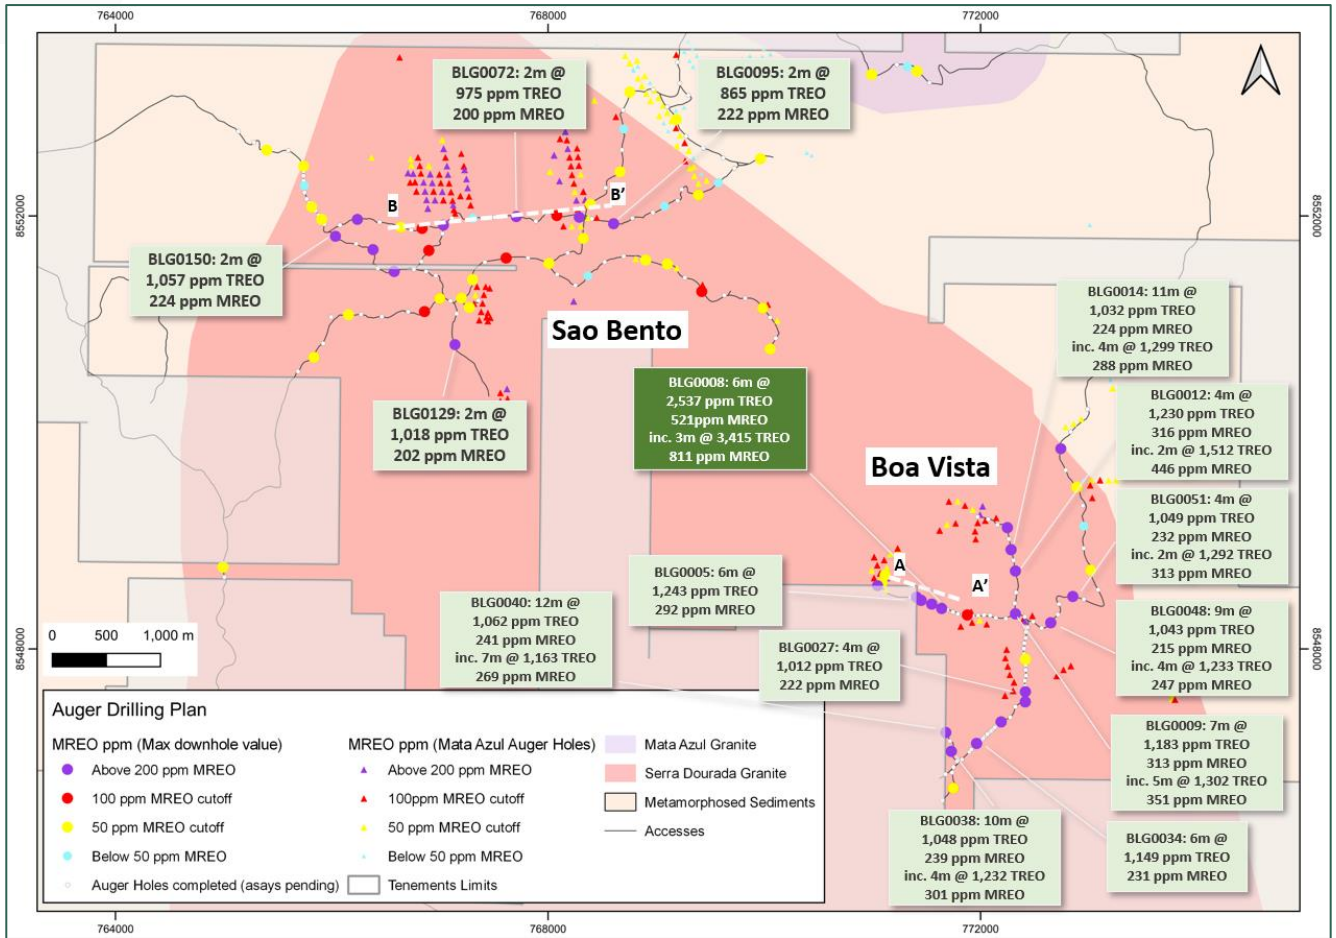 764000
768000
772000
BLG0072: 2m @
975 ppm TREO
200 ppm MREO
BLG0095: 2m @
865 ppm TREO
222 ppm MREO
8552000
8552000
B
B'
BLG0150: 2m @
1,057 ppm TREO
224 ppm MREO
Sao Bento
BLG0014: 11m @
1,032 ppm TREO
224 ppm MREO
inc. 4m @ 1,299 TREO
288 ppm MREO
BLG0129: 2m @
1,018 ppm TREO
202 ppm MREO
BLG0008: 6m @
2,537 ppm TREO
521ppm MREO
inc. 3m @ 3,415 TREO
811 ppm MREO
BLG0012: 4m @
1,230 ppm TREO
316 ppm MREO
inc. 2m @ 1,512 TREO
446 ppm MREO
Boa Vista
BLG0051: 4m @
1,049 ppm TREO
232 ppm MREO
inc. 2m @ 1,292 TREO
313 ppm MREO
A
A'
BLG0005: 6m @
1,243 ppm TREO
292 ppm MREO
BLG0040: 12m @
1,062 ppm TREO
241 ppm MREO
inc. 7m @ 1,163 TREO
269 ppm MREO
BLG0048: 9m @
1,043 ppm TREO
215 ppm MREO
inc. 4m @ 1,233 TREO
247 ppm MREO
BLG0027: 4m @
1,012 ppm TREO
222 ppm MREO
8548000
8548000
0 500 1,000 m
BLG0009: 7m @
1,183 ppm TREO
313 ppm MREO
inc. 5m @ 1,302 TREO
351 ppm MREO
BLG0038: 10m @
1,048 ppm TREO
239 ppm MREO
inc. 4m @ 1,232 TREO
301 ppm MREO
BLG0034: 6m @
1,149 ppm TREO
231 ppm MREO
Auger Drilling Plan
MREO ppm (Max downhole value)
Above 200 ppm MREO
100 ppm MREO cutoff
50 ppm MREO cutoff
Below 50 ppm MREO
Auger Holes completed (asays pending)
MREO ppm (Mata Azul Auger Holes)
Above 200 ppm MREO
100ppm MREO cutoff
50 ppm MREO cutoff
Below 50 ppm MREO
Tenements Limits
Mata Azul Granite
Serra Dourada Granite
Metamorphosed Sediments
Accesses
764000
768000
772000